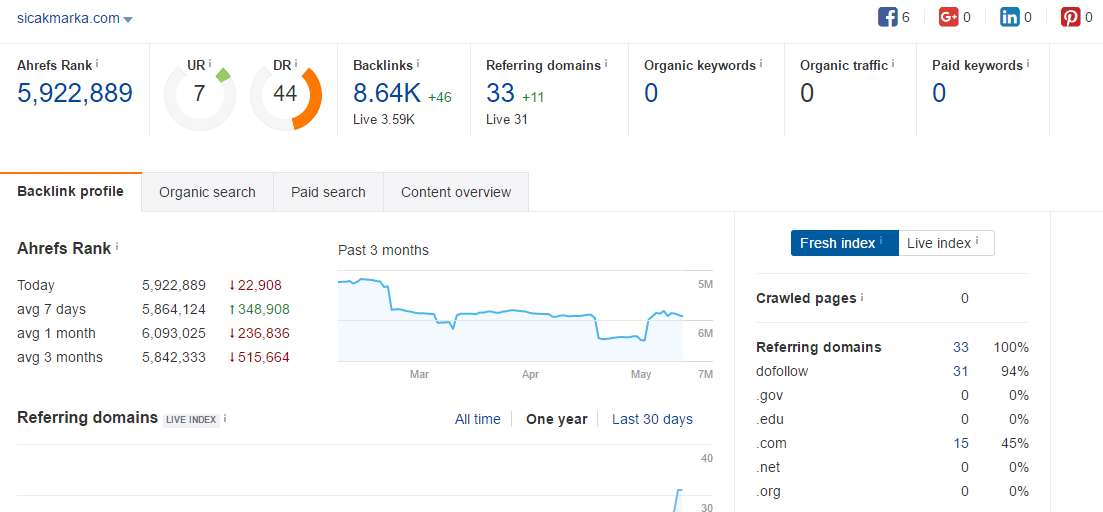 sicakmarka.com
6 0 0 0
Ahrefs Rank i UR i DR i Backlinks i Referring domains i Organic keywords i Organic traffic i Paid keywords i
5,922,889 7 44 8.64K +46 33 +11 0 0 0
Live 3.59K Live 31
Backlink profile Organic search Paid search Content overview
Ahrefs Rank i
Past 3 months
Today 5,922,889 ↓22,908
avg 7 days 5,864,124 ↑348,908
avg 1 month 6,093,025 ↓236,836
avg 3 months 5,842,333 ↓515,664
5M
6M
7M
Mar Apr May
Referring domains LIVE INDEX i
All time One year Last 30 days
40
30
Fresh index i Live index i
Crawled pages i 0
Referring domains 33 100%
dofollow 31 94%
.gov 0 0%
.edu 0 0%
.com 15 45%
.net 0 0%
.org 0 0%